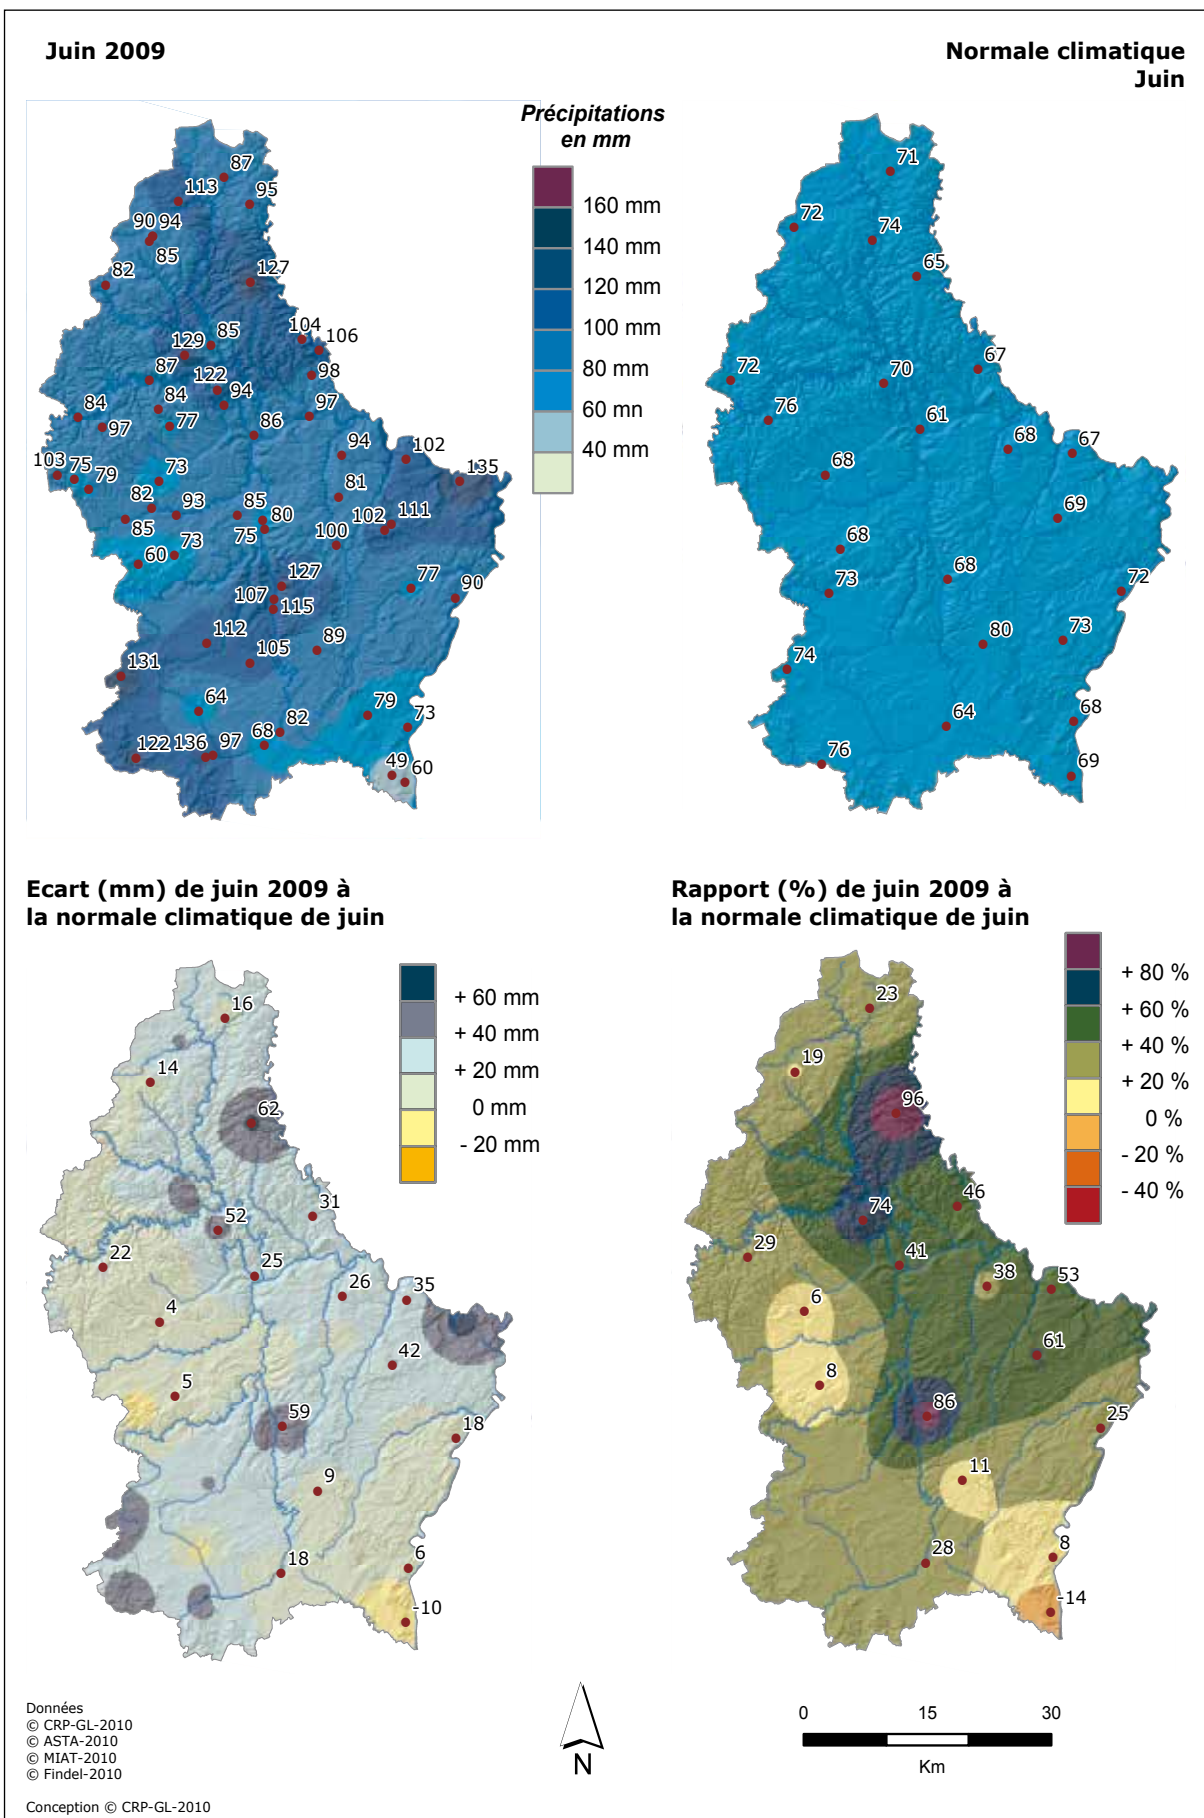 Juin 2009
Normale climatique
Juin
Précipitations
en mm
160 mm
140 mm
120 mm
100 mm
80 mm
60 mn
40 mm
87
113
95
90 94
85
82
127
129 85
104
106
87
122
98
84
84
94
97
97
77
86
94
102
103 75 79
73
135
82
93
81
85
85
80
75
102 111
100
60
73
127
77
90
107
115
112
89
105
131
64
79
73
82
68
122 136 97
49
60
71
72
74
65
72
70
67
76
61
68
67
68
69
68
68
73
72
80
73
74
64
68
76
69
Ecart (mm) de juin 2009 à
la normale climatique de juin
+ 60 mm
+ 40 mm
+ 20 mm
0 mm
- 20 mm
16
14
62
31
52
22
25
26
35
4
42
5
59
18
9
18
6
-10
Rapport (%) de juin 2009 à
la normale climatique de juin
+ 80 %
+ 60 %
+ 40 %
+ 20 %
0 %
- 20 %
- 40 %
23
19
96
46
74
29
41
38
53
6
61
8
86
25
11
28
8
-14
Données
© CRP-GL-2010
© ASTA-2010
© MIAT-2010
© Findel-2010
Conception © CRP-GL-2010
N
0 15 30
Km